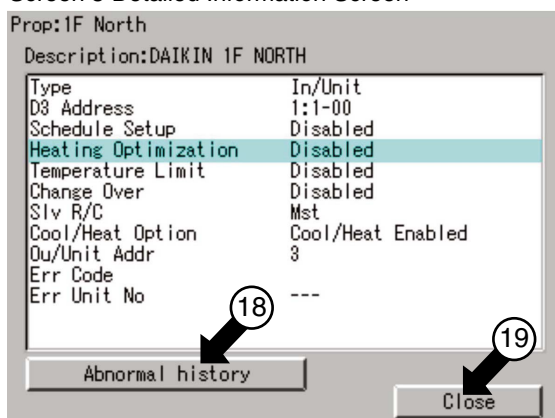 Screen 3 Detailed Information Screen
Prop:1F North
Description:DAIKIN 1F NORTH
Type In/Unit
D3 Address 1:1-00
Schedule Setup Disabled
Heating Optimization Disabled
Temperature Limit Disabled
Change Over Disabled
Slv R/C Mst
Cool/Heat Option Cool/Heat Enabled
Ou/Unit Addr 3
Err Code
Err Unit No ---
18
19
Abnormal history
Close